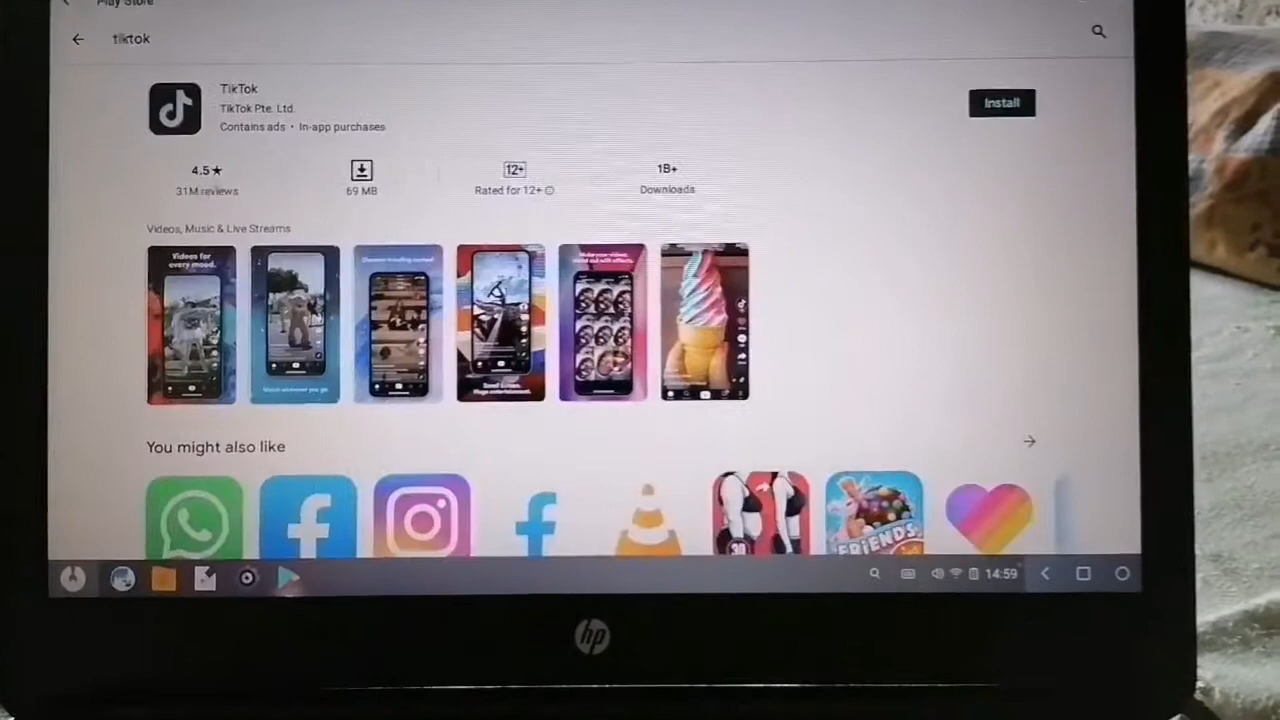 Play Store
tiktok
TikTok
TikTok Pte. Ltd.
Contains ads • In-app purchases
Install
4.5★
31M reviews
69 MB
12+
Rated for 12+
1B+
Downloads
Videos, Music & Live Streams
Videos for
every mood.
You might also like
FRIENDS
14:59
hp